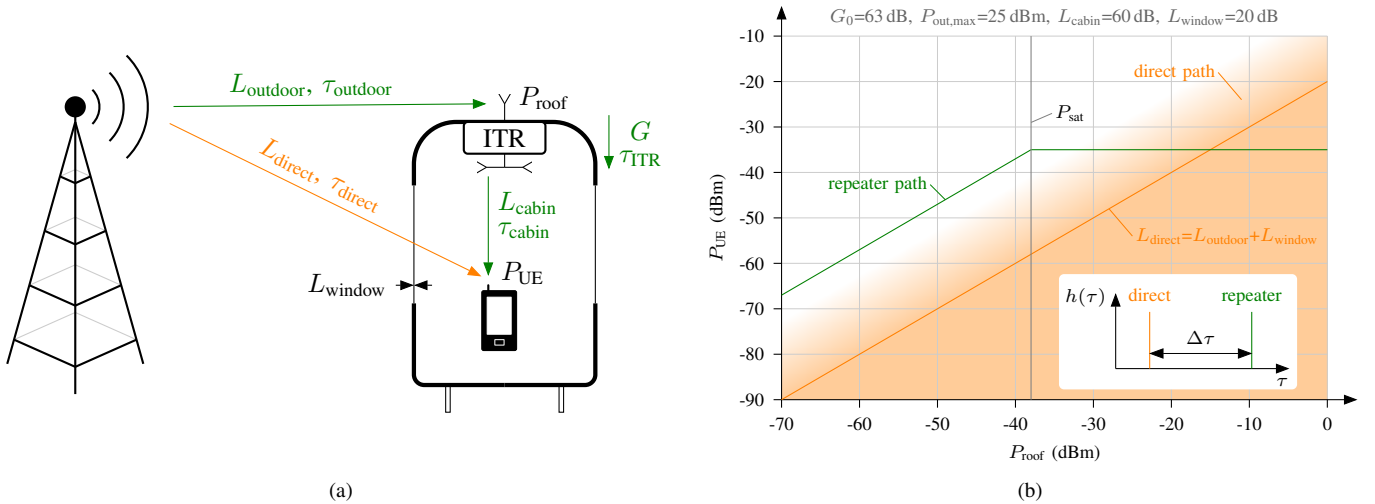 L_outdoor, τ_outdoor
P_roof
ITR
G
τ_ITR
L_direct, τ_direct
L_cabin
τ_cabin
P_UE
L_window
(a)
G_0=63 dB, P_out,max=25 dBm, L_cabin=60 dB, L_window=20 dB
-10
-20
-30
-40
-50
-60
-70
-80
-90
P_UE (dBm)
direct path
P_sat
repeater path
L_direct=L_outdoor+L_window
h(τ)
direct
repeater
Δτ
τ
-70
-60
-50
-40
-30
-20
-10
0
P_roof (dBm)
(b)